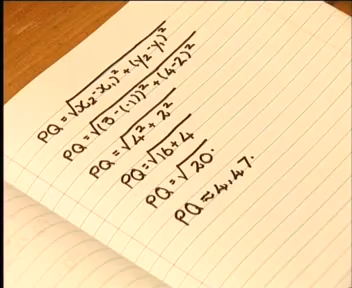 PQ = √(x₂-x₁)² + (y₂-y₁)²
PQ = √(3-(-1))² + (4-2)²
PQ = √4² + 2²
PQ = √16 + 4
PQ = √20.
PQ ≈ 4,47.